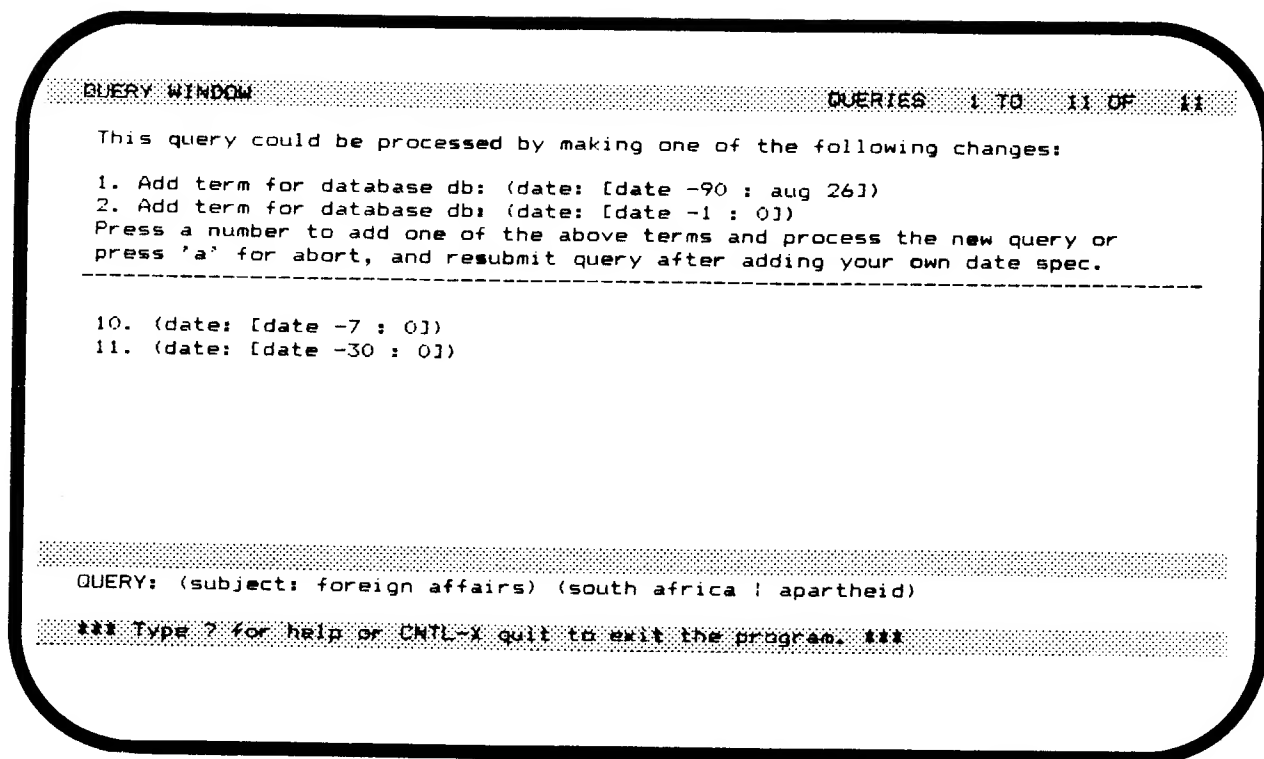 QUERY WINDOW QUERIES 1 TO 11 OF 11
This query could be processed by making one of the following changes:
1. Add term for database db: (date: [date -90 : aug 26])
2. Add term for database db: (date: [date -1 : 0])
Press a number to add one of the above terms and process the new query or
press 'a' for abort, and resubmit query after adding your own date spec.
10. (date: [date -7 : 0])
11. (date: [date -30 : 0])
QUERY: (subject: foreign affairs) (south africa ¦ apartheid)
*** Type ? for help or CNTL-X quit to exit the program. ***